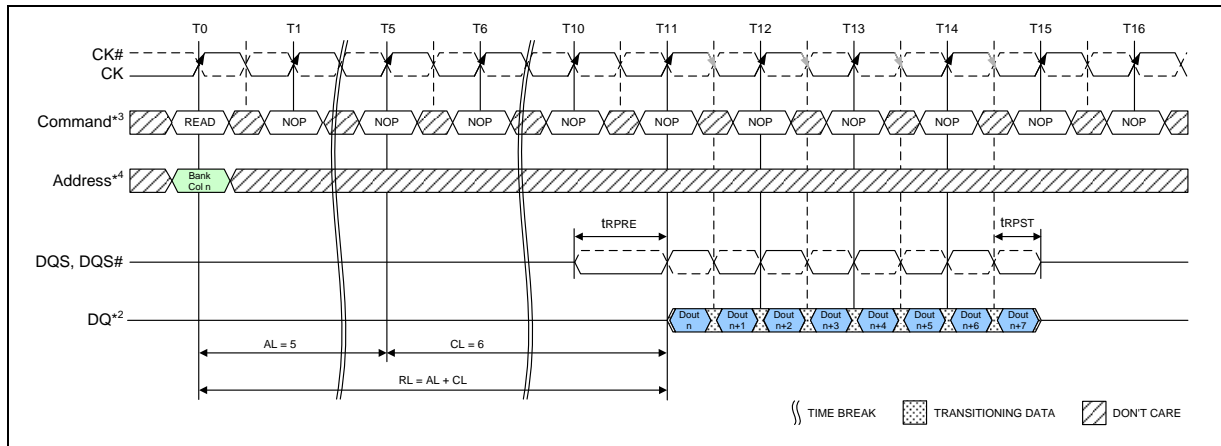 T0 T1 T5 T6 T10 T11 T12 T13 T14 T15 T16
CK#
CK
Command*3 READ NOP NOP NOP NOP NOP NOP NOP NOP NOP NOP
Address*4 Bank
Col n
tRPRE tRPST
DQS, DQS#
DQ*2 Dout Dout Dout Dout Dout Dout Dout Dout
n n+1 n+2 n+3 n+4 n+5 n+6 n+7
AL = 5 CL = 6
RL = AL + CL
TIME BREAK TRANSITIONING DATA DON'T CARE